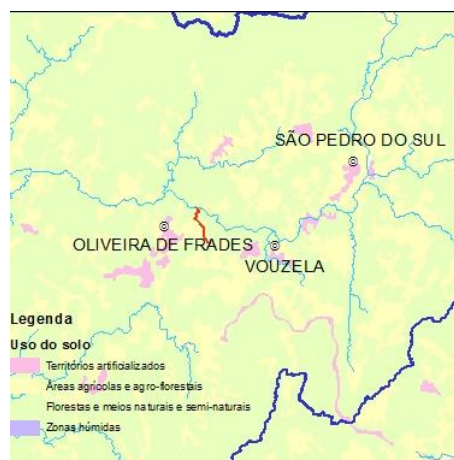 SÃO PEDRO DO SUL
OLIVEIRA DE FRADES
VOUZELA
Legenda
Uso do solo
Territórios artificializados
Áreas agrícolas e agro-florestais
Florestas e meios naturais e semi-naturais
Zonas húmidas